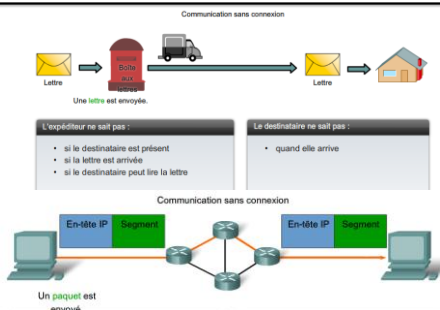 Communication sans connexion
Boîte
aux
lettres
Lettre
Lettre
Une lettre est envoyée.
L'expéditeur ne sait pas :
Le destinataire ne sait pas :
• si le destinataire est présent
• si la lettre est arrivée
• si le destinataire peut lire la lettre
• quand elle arrive
Communication sans connexion
En-tête IP Segment
En-tête IP Segment
Un paquet est
envoyé.